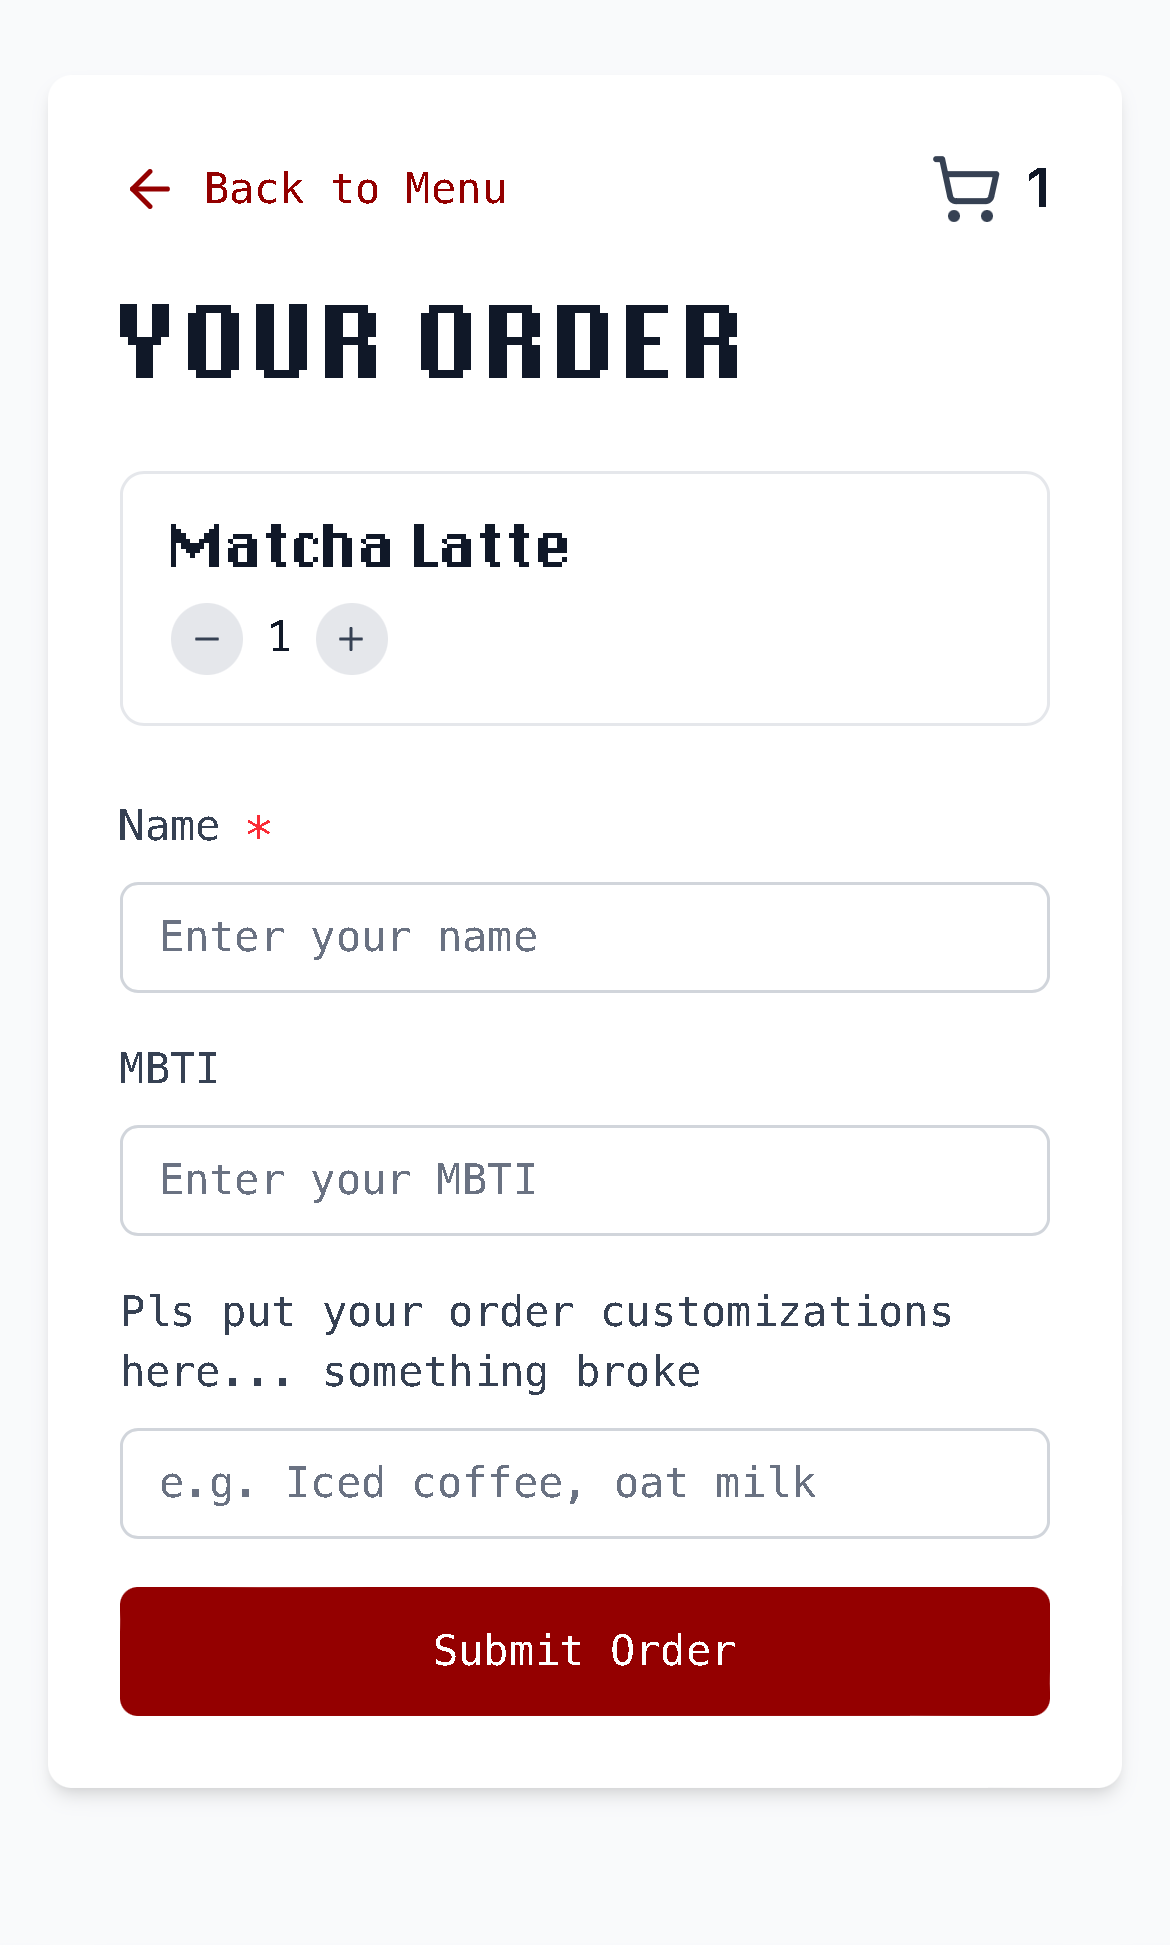 Back to Menu 1
YOUR ORDER
Matcha Latte
− 1 +
Name *
Enter your name
MBTI
Enter your MBTI
Pls put your order customizations
here... something broke
e.g. Iced coffee, oat milk
Submit Order